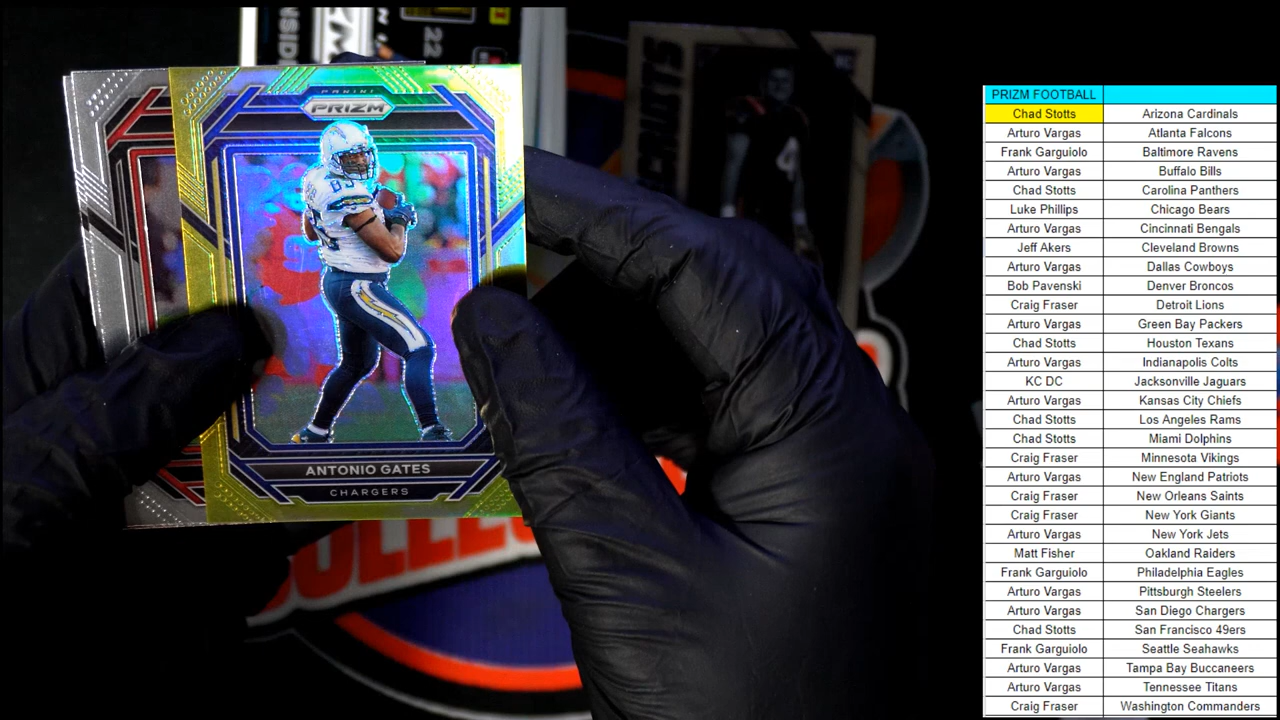 PANINI
PRIZM
85
ANTONIO GATES
CHARGERS
22
PRIZM FOOTBALL
Chad Stotts Arizona Cardinals
Arturo Vargas Atlanta Falcons
Frank Garguiolo Baltimore Ravens
Arturo Vargas Buffalo Bills
Chad Stotts Carolina Panthers
Luke Phillips Chicago Bears
Arturo Vargas Cincinnati Bengals
Jeff Akers Cleveland Browns
Arturo Vargas Dallas Cowboys
Bob Pavenski Denver Broncos
Craig Fraser Detroit Lions
Arturo Vargas Green Bay Packers
Chad Stotts Houston Texans
Arturo Vargas Indianapolis Colts
KC DC Jacksonville Jaguars
Arturo Vargas Kansas City Chiefs
Chad Stotts Los Angeles Rams
Chad Stotts Miami Dolphins
Craig Fraser Minnesota Vikings
Arturo Vargas New England Patriots
Craig Fraser New Orleans Saints
Craig Fraser New York Giants
Arturo Vargas New York Jets
Matt Fisher Oakland Raiders
Frank Garguiolo Philadelphia Eagles
Arturo Vargas Pittsburgh Steelers
Arturo Vargas San Diego Chargers
Chad Stotts San Francisco 49ers
Frank Garguiolo Seattle Seahawks
Arturo Vargas Tampa Bay Buccaneers
Arturo Vargas Tennessee Titans
Craig Fraser Washington Commanders